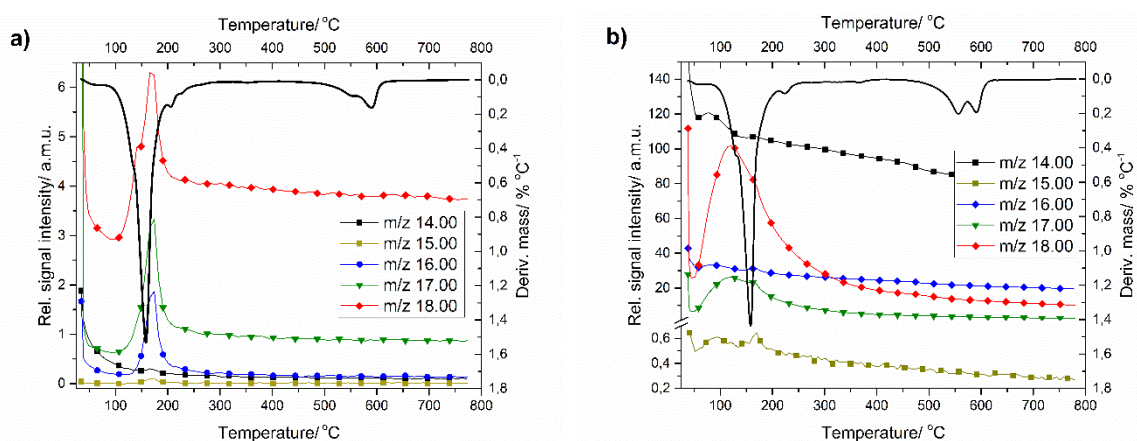 Temperature/ °C
0 100 200 300 400 500 600 700 800
a)
6
5
4
3
2
1
0
Rel. signal intensity/ a.m.u.
0,0
0,2
0,4
0,6
0,8
1,0
1,2
1,4
1,6
1,8
Deriv. mass/ % °C⁻¹
m/z 14.00
m/z 15.00
m/z 16.00
m/z 17.00
m/z 18.00
0 100 200 300 400 500 600 700 800
Temperature/ °C
Temperature/ °C
0 100 200 300 400 500 600 700 800
b)
140
120
100
80
60
40
20
0,6
0,4
0,2
Rel. signal intensity/ a.m.u.
0,0
0,2
0,4
0,6
0,8
1,0
1,2
1,4
1,6
1,8
Deriv. mass/ % °C⁻¹
m/z 14.00
m/z 15.00
m/z 16.00
m/z 17.00
m/z 18.00
0 100 200 300 400 500 600 700 800
Temperature/ °C